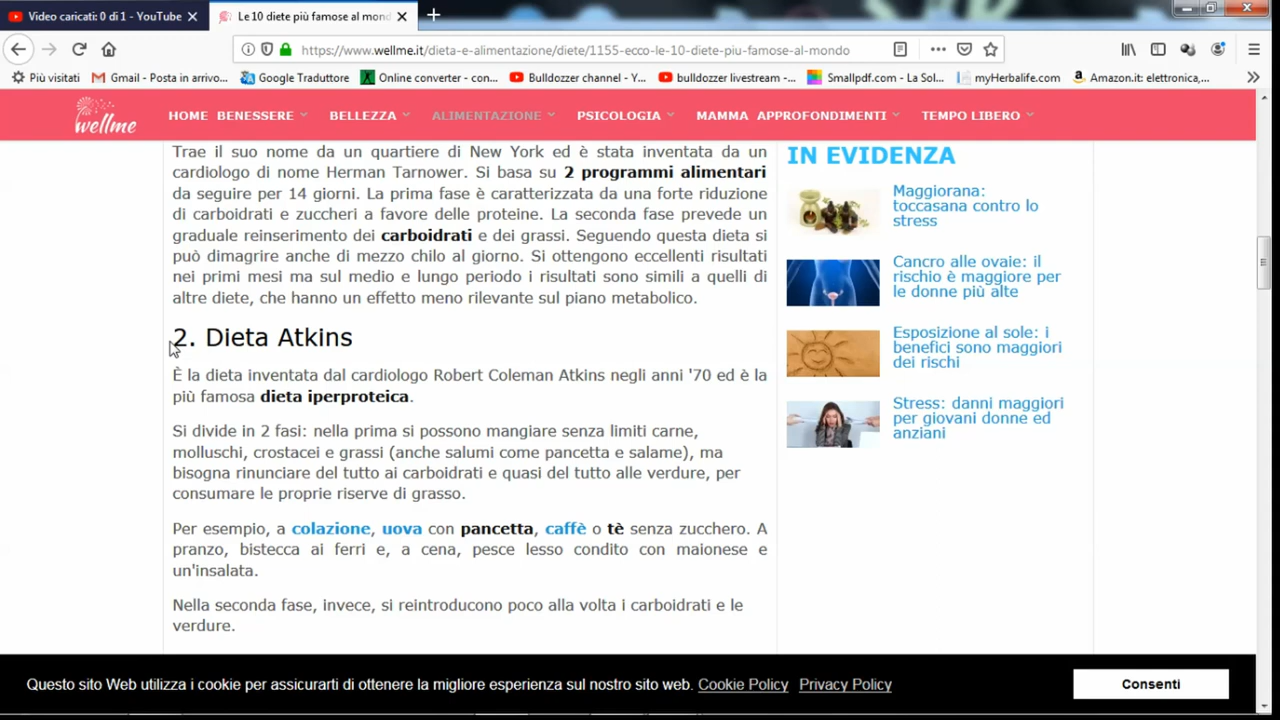 Video caricati: 0 di 1 - YouTube
Le 10 diete più famose al mond
https://www.wellme.it/dieta-e-alimentazione/diete/1155-ecco-le-10-diete-piu-famose-al-mondo
Più visitati
Gmail - Posta in arrivo...
Google Traduttore
Online converter - con...
Bulldozer channel - Y...
bulldozer livestream -...
Smallpdf.com - La Sol...
myHerbalife.com
Amazon.it: elettronica,...
wellme
HOME
BENESSERE
BELLEZZA
ALIMENTAZIONE
PSICOLOGIA
MAMMA
APPROFONDIMENTI
TEMPO LIBERO
Trae il suo nome da un quartiere di New York ed è stata inventata da un
cardiologo di nome Herman Tarnower. Si basa su 2 programmi alimentari
da seguire per 14 giorni. La prima fase è caratterizzata da una forte riduzione
di carboidrati e zuccheri a favore delle proteine. La seconda fase prevede un
graduale reinserimento dei carboidrati e dei grassi. Seguendo questa dieta si
può dimagrire anche di mezzo chilo al giorno. Si ottengono eccellenti risultati
nei primi mesi ma sul medio e lungo periodo i risultati sono simili a quelli di
altre diete, che hanno un effetto meno rilevante sul piano metabolico.
2. Dieta Atkins
È la dieta inventata dal cardiologo Robert Coleman Atkins negli anni '70 ed è la
più famosa dieta iperproteica.
Si divide in 2 fasi: nella prima si possono mangiare senza limiti carne,
molluschi, crostacei e grassi (anche salumi come pancetta e salame), ma
bisogna rinunciare del tutto ai carboidrati e quasi del tutto alle verdure, per
consumare le proprie riserve di grasso.
Per esempio, a colazione, uova con pancetta, caffè o tè senza zucchero. A
pranzo, bistecca ai ferri e, a cena, pesce lesso condito con maionese e
un'insalata.
Nella seconda fase, invece, si reintroducono poco alla volta i carboidrati e le
verdure.
IN EVIDENZA
Maggiorana:
toccasana contro lo
stress
Cancro alle ovaie: il
rischio è maggiore per
le donne più alte
Esposizione al sole: i
benefici sono maggiori
dei rischi
Stress: danni maggiori
per giovani donne ed
anziani
Questo sito Web utilizza i cookie per assicurarti di ottenere la migliore esperienza sul nostro sito web. Cookie Policy Privacy Policy
Consenti